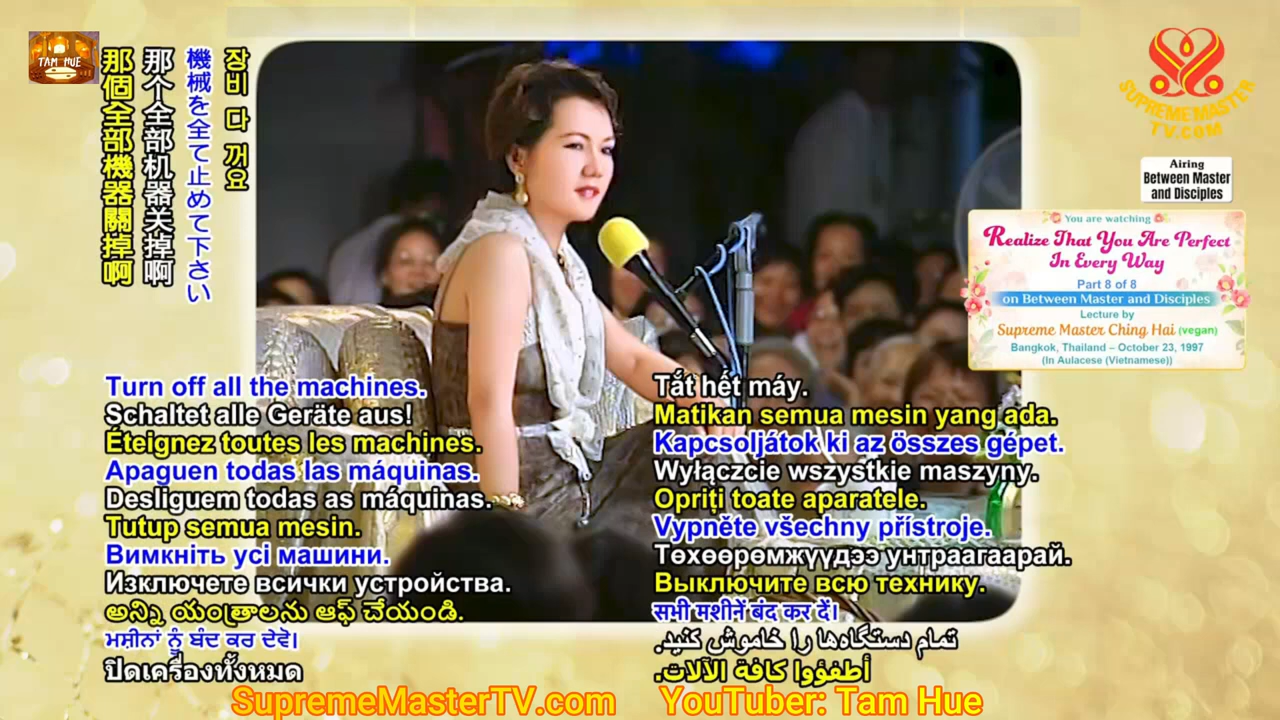 TAM HUE
那個全部機器關掉啊
那个全部机器关掉啊
機械を全て止めて下さい
장비 다 꺼요
SUPREMEMASTER
TV.COM
Airing
Between Master
and Disciples
You are watching
Realize That You Are Perfect
In Every Way
Part 8 of 8
on Between Master and Disciples
Lecture by
Supreme Master Ching Hai (vegan)
Bangkok, Thailand – October 23, 1997
(In Aulacese (Vietnamese))
Turn off all the machines.
Schaltet alle Geräte aus!
Éteignez toutes les machines.
Apaguen todas las máquinas.
Desliguem todas as máquinas.
Tutup semua mesin.
Вимкніть усі машини.
Изключете всички устройства.
అన్ని యంత్రాలను ఆఫ్ చేయండి.
ਮਸ਼ੀਨਾਂ ਨੂੰ ਬੰਦ ਕਰ ਦੇਵੋ।
ปิดเครื่องทั้งหมด
Tắt hết máy.
Matikan semua mesin yang ada.
Kapcsoljátok ki az összes gépet.
Wyłączcie wszystkie maszyny.
Opriți toate aparatele.
Vypněte všechny přístroje.
Төхөөрөмжүүдээ унтраагаарай.
Выключите всю технику.
सभी मशीनें बंद कर दें।
تمام دستگاه‌ها را خاموش کنید.
أطفؤوا كافة الآلات.
SupremeMasterTV.com
YouTuber: Tam Hue